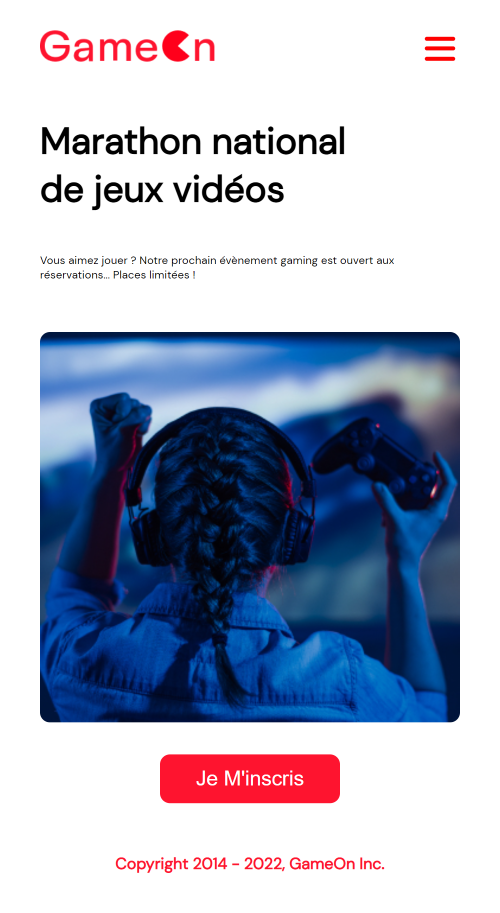 GameOn
Marathon national
de jeux vidéos
Vous aimez jouer ? Notre prochain évènement gaming est ouvert aux
réservations... Places limitées !
Je M'inscris
Copyright 2014 - 2022, GameOn Inc.